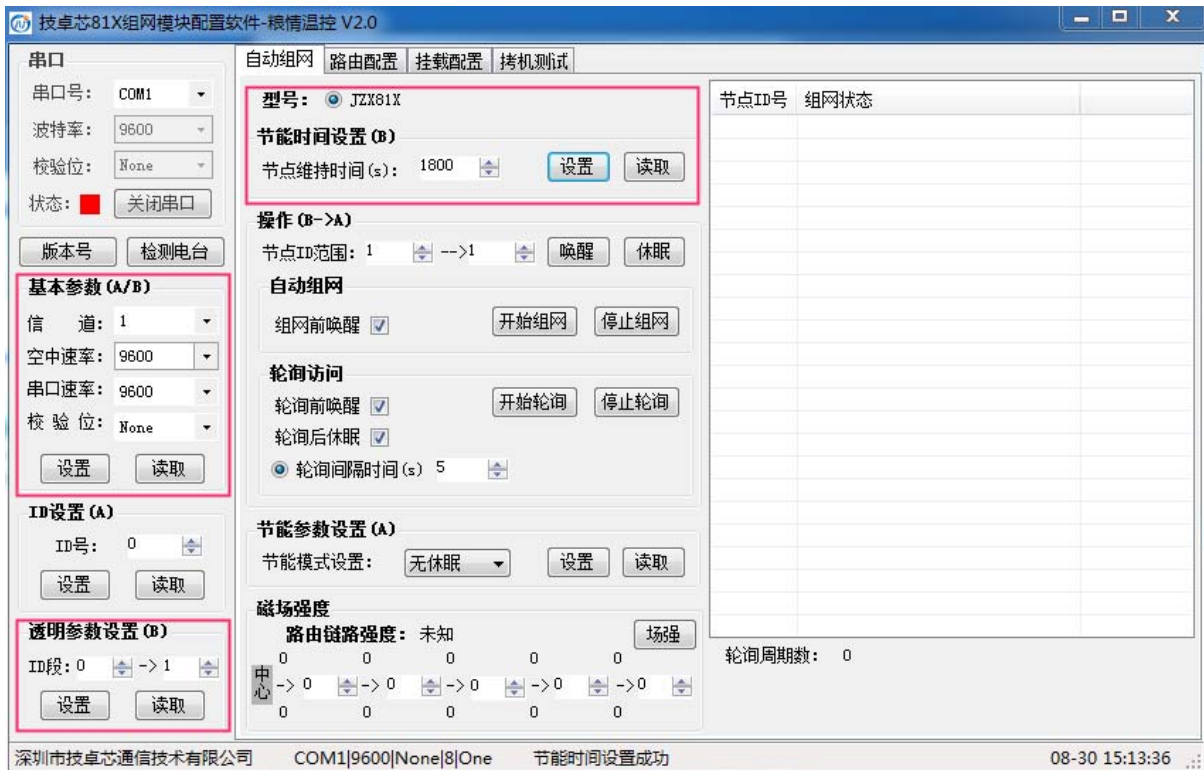 技卓芯81X组网模块配置软件-粮情温控 V2.0
串口
串口号： COM1
波特率： 9600
校验位： None
状态： 关闭串口
版本号 检测电台
基本参数(A/B)
信 道： 1
空中速率： 9600
串口速率： 9600
校 验 位： None
设置 读取
ID设置(A)
ID号： 0
设置 读取
透明参数设置(B)
ID段： 0 -> 1
设置 读取
自动组网 路由配置 挂载配置 拷机测试
型号： JZX81X
节能时间设置(B)
节点维持时间(s)： 1800 设置 读取
操作(B->A)
节点ID范围： 1 -->1 唤醒 休眠
自动组网
组网前唤醒 开始组网 停止组网
轮询访问
轮询前唤醒 开始轮询 停止轮询
轮询后休眠
轮询间隔时间(s) 5
节能参数设置(A)
节能模式设置： 无休眠 设置 读取
磁场强度
路由链路强度： 未知 场强
0 0 0 0 0
中心 -> 0 -> 0 -> 0 ->0 ->0
0 0 0 0 0
节点ID号 组网状态
轮询周期数： 0
深圳市技卓芯通信技术有限公司 COM1|9600|None|8|One 节能时间设置成功 08-30 15:13:36